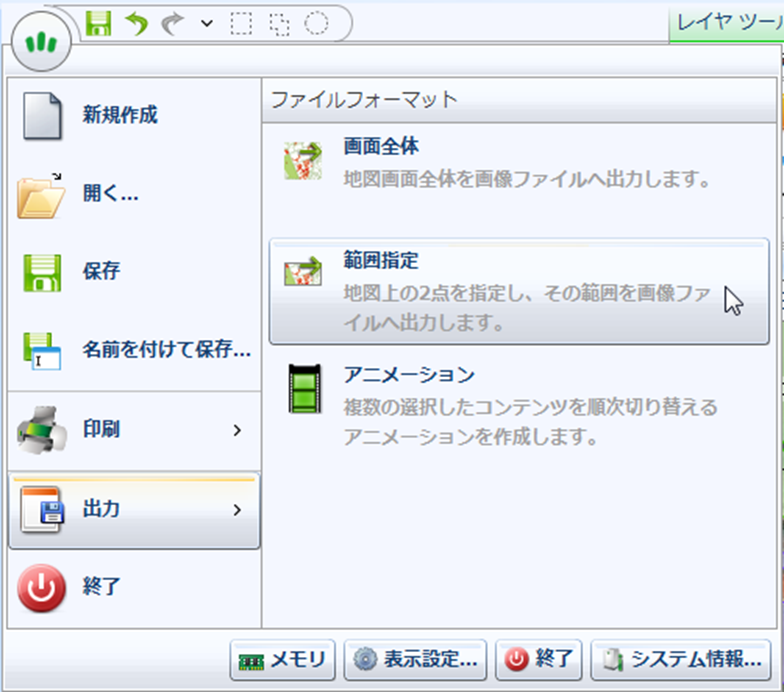 レイヤ ツール
新規作成
開く...
保存
名前を付けて保存...
印刷
出力
終了
ファイルフォーマット
画面全体
地図画面全体を画像ファイルへ出力します。
範囲指定
地図上の2点を指定し、その範囲を画像ファ
イルへ出力します。
アニメーション
複数の選択したコンテンツを順次切り替える
アニメーションを作成します。
メモリ
表示設定...
終了
システム情報...